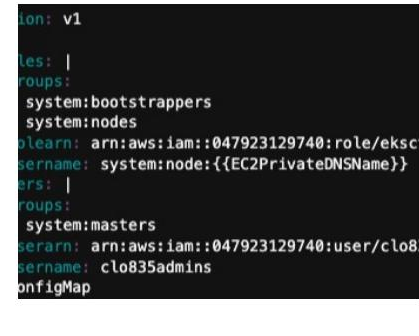 ion: v1
les: |
roups:
system:bootstrappers
system:nodes
olearn: arn:aws:iam::047923129740:role/eksc
sername: system:node:{{EC2PrivateDNSName}}
ers: |
roups:
system:masters
serarn: arn:aws:iam::047923129740:user/clo83
sername: clo835admins
onfigMap